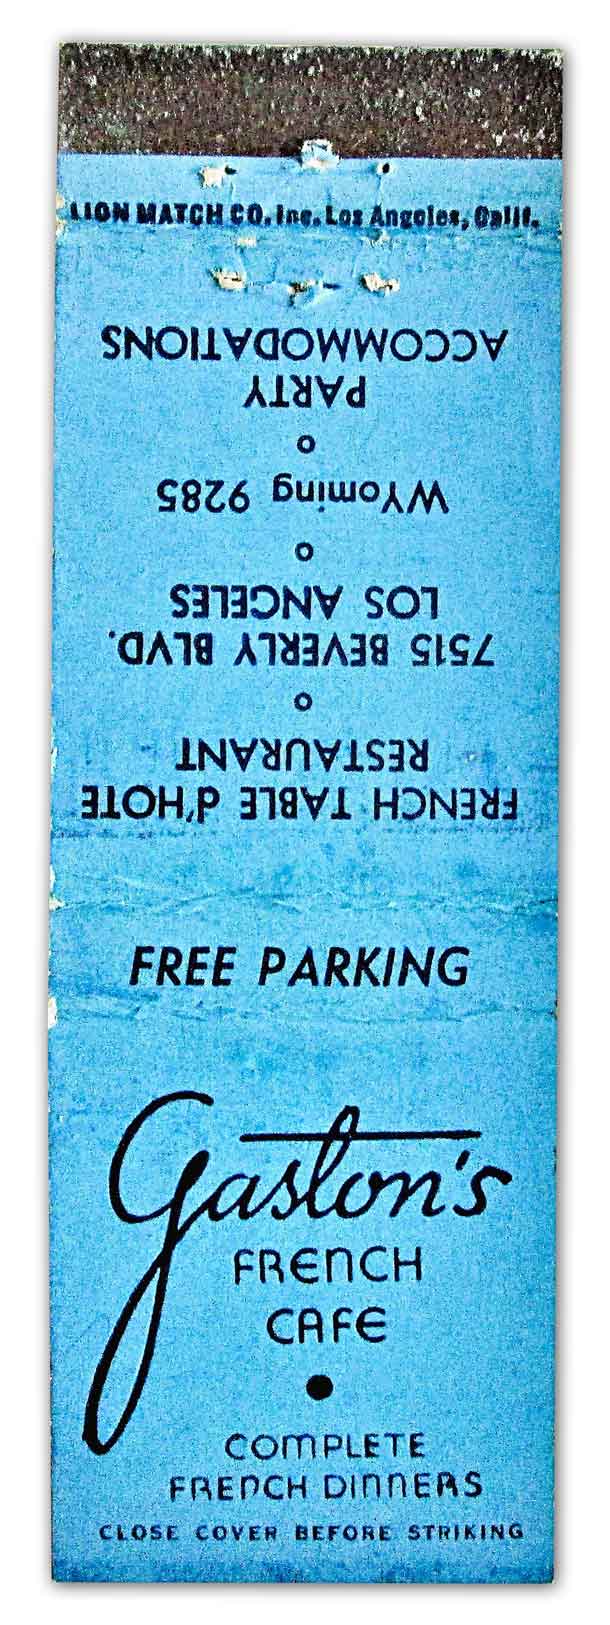 LION MATCH CO. Inc. Los Angeles, Calif.
FRENCH TABLE d'HOTE
RESTAURANT
7515 BEVERLY BLVD.
LOS ANGELES
WYoming 9285
PARTY
ACCOMMODATIONS
FREE PARKING
Gaston's
FRENCH
CAFE
COMPLETE
FRENCH DINNERS
CLOSE COVER BEFORE STRIKING